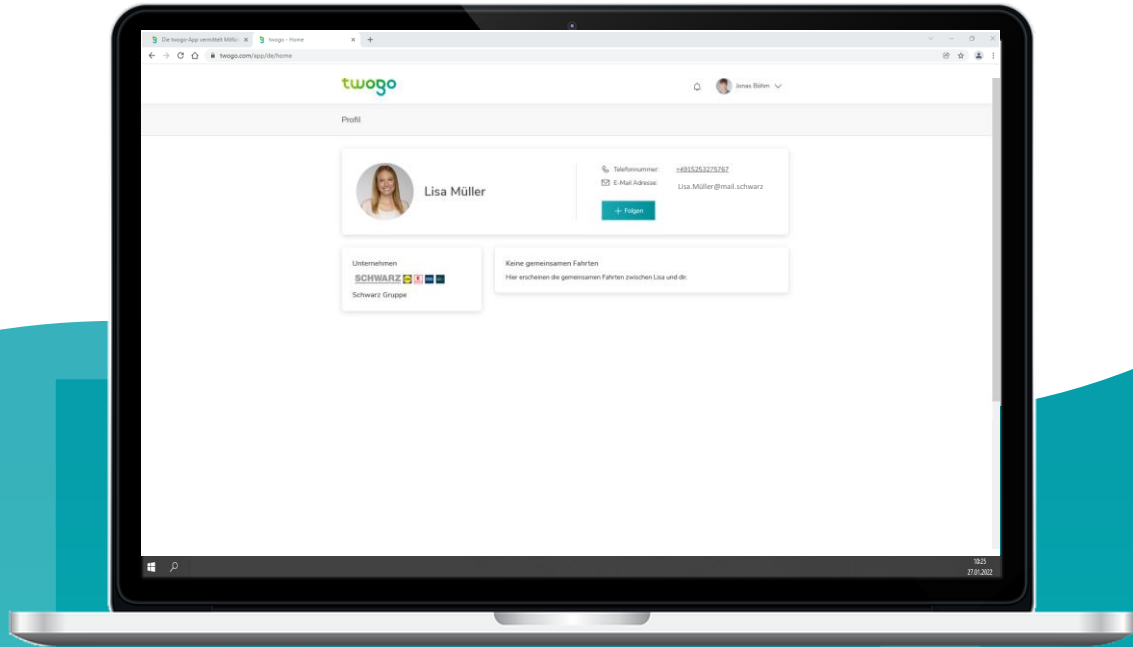 Die twogo-App vermittelt Mitfa
twogo - Home
twogo.com/app/de/home
twogo
Jonas Böhm
Profil
Lisa Müller
Telefonnummer: +4915253275767
E-Mail Adresse: Lisa.Müller@mail.schwarz
+ Folgen
Unternehmen
SCHWARZ
Schwarz Gruppe
Keine gemeinsamen Fahrten
Hier erscheinen die gemeinsamen Fahrten zwischen Lisa und dir.
10:25
27.01.2022